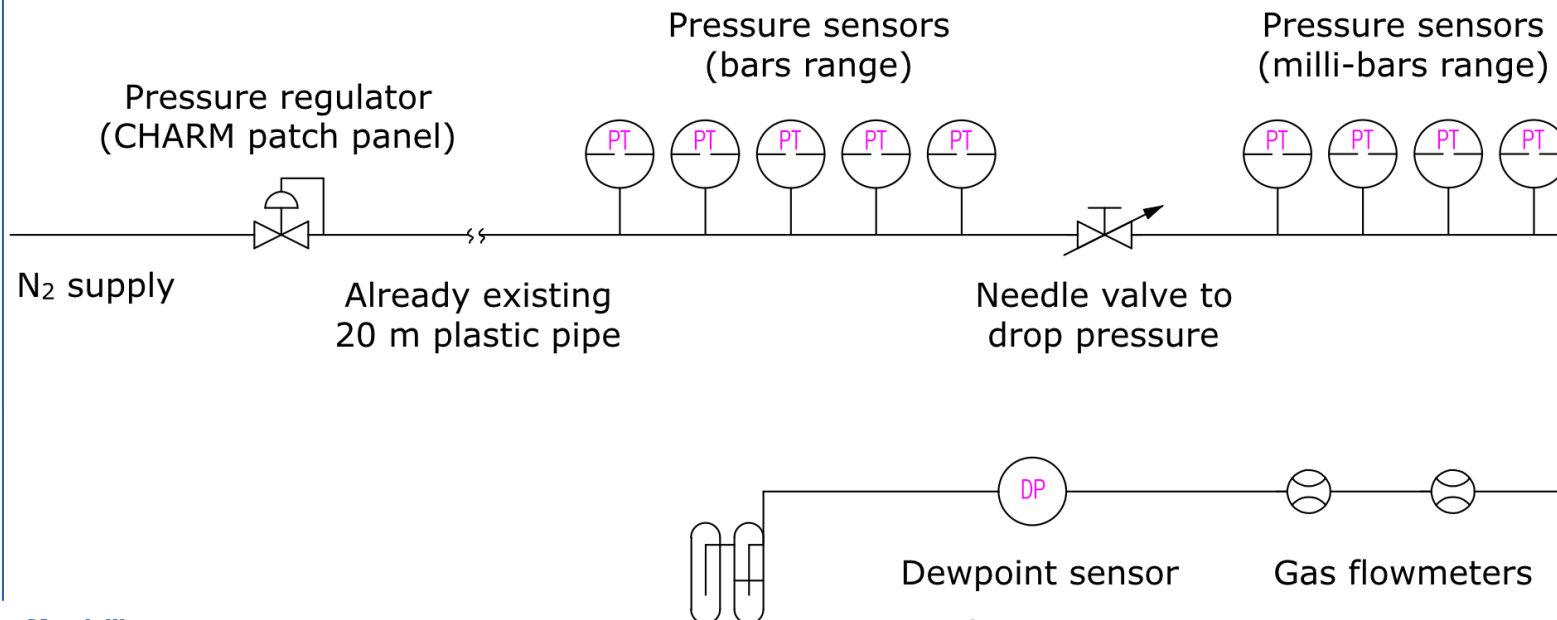 Pressure sensors
(bars range)
Pressure sensors
(milli-bars range)
Pressure regulator
(CHARM patch panel)
PT PT PT PT PT PT PT PT PT
N₂ supply
Already existing
20 m plastic pipe
Needle valve to
drop pressure
DP
Dewpoint sensor
Gas flowmeters